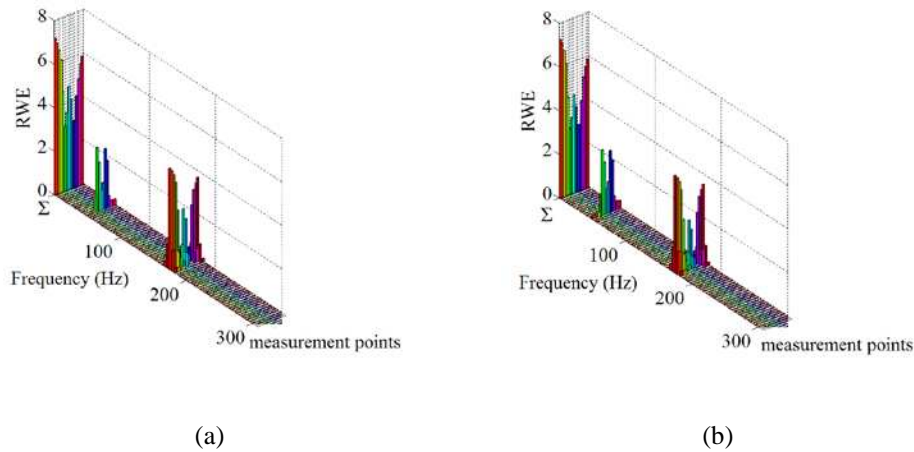 8
6
4
2
0
RWE
Σ
100
200
300
Frequency (Hz)
measurement points
(a)
8
6
4
2
0
RWE
Σ
100
200
300
Frequency (Hz)
measurement points
(b)